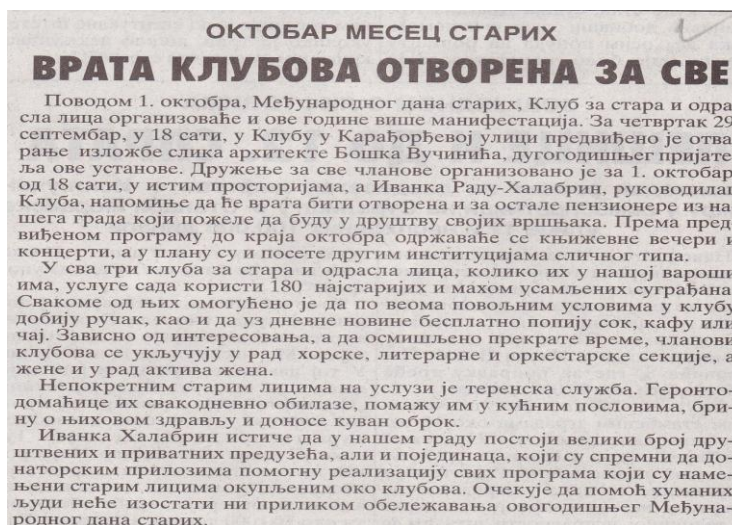 ОКТОБАР МЕСЕЦ СТАРИХ
ВРАТА КЛУБОВА ОТВОРЕНА ЗА СВЕ
Поводом 1. октобра, Међународног дана старих, Клуб за стара и одра
сла лица организоваће и ове године више манифестација. За четвртак 29
септембар, у 18 сати, у Клубу у Карађорђевој улици предвиђено је отва
рање изложбе слика архитекте Бошка Вучинића, дугогодишњег пријате
ља ове установе. Дружење за све чланове организовано је за 1. октобар
од 18 сати, у истим просторијама, а Иванка Раду-Халабрин, руководилац
Клуба, напомиње да ће врата бити отворена и за остале пензионере из на
шега града који пожеле да буду у друштву својих вршњака. Према пред
виђеном програму до краја октобра одржаваће се књижевне вечери и
концерти, а у плану су и посете другим институцијама сличног типа.
У сва три клуба за стара и одрасла лица, колико их у нашој вароши
има, услуге сада користи 180 најстаријих и махом усамљених суграђана
Свакоме од њих омогућено је да по веома повољним условима у клубу
добију ручак, као и да уз дневне новине бесплатно попију сок, кафу или
чај. Зависно од интересовања, а да осмишљено прекрате време, чланови
клубова се укључују у рад хорске, литерарне и оркестарске секције, а
жене и у рад актива жена.
Непокретним старим лицима на услузи је теренска служба. Геронто-
домаћице их свакодневно обилазе, помажу им у кућним пословима, бри-
ну о њиховом здрављу и доносе куван оброк.
Иванка Халабрин истиче да у нашем граду постоји велики број дру-
штвених и приватних предузећа, али и појединаца, који су спремни да до-
наторским прилозима помогну реализацију свих програма који су наме-
њени старим лицима окупљеним око клубова. Очекује да помоћ хуманих
људи неће изостати ни приликом обележавања овогодишњег Међуна-
родног дана старих.